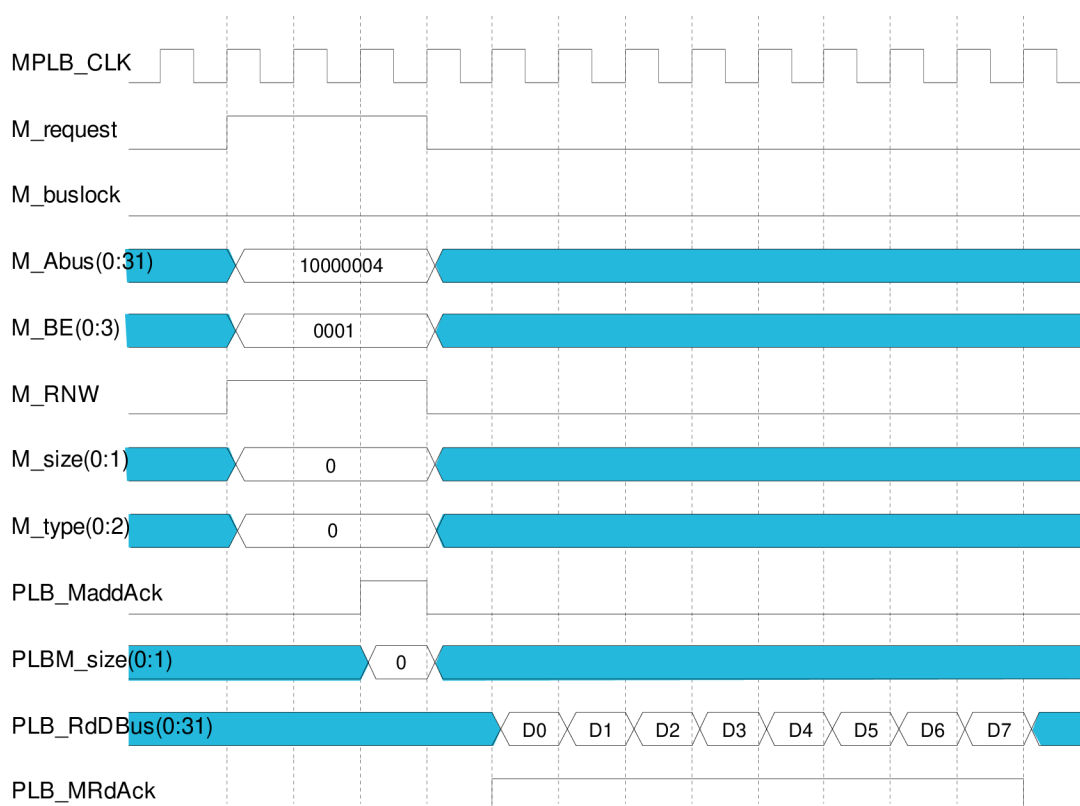 MPLB_CLK
M_request
M_buslock
M_Abus(0:31) 10000004
M_BE(0:3) 0001
M_RNW
M_size(0:1) 0
M_type(0:2) 0
PLB_MaddAck
PLBM_size(0:1) 0
PLB_RdDBus(0:31) D0 D1 D2 D3 D4 D5 D6 D7
PLB_MRdAck